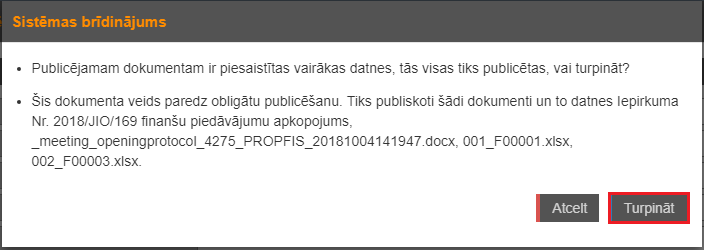 Sistēmas brīdinājums
• Publicējamam dokumentam ir piesaistītas vairākas datnes, tās visas tiks publicētas, vai turpināt?
• Šis dokumenta veids paredz obligātu publicēšanu. Tiks publiskoti šādi dokumenti un to datnes Iepirkuma
Nr. 2018/JIO/169 finanšu piedāvājumu apkopojums,
_meeting_openingprotocol_4275_PROPFIS_20181004141947.docx, 001_F00001.xlsx,
002_F00003.xlsx.
Atcelt
Turpināt